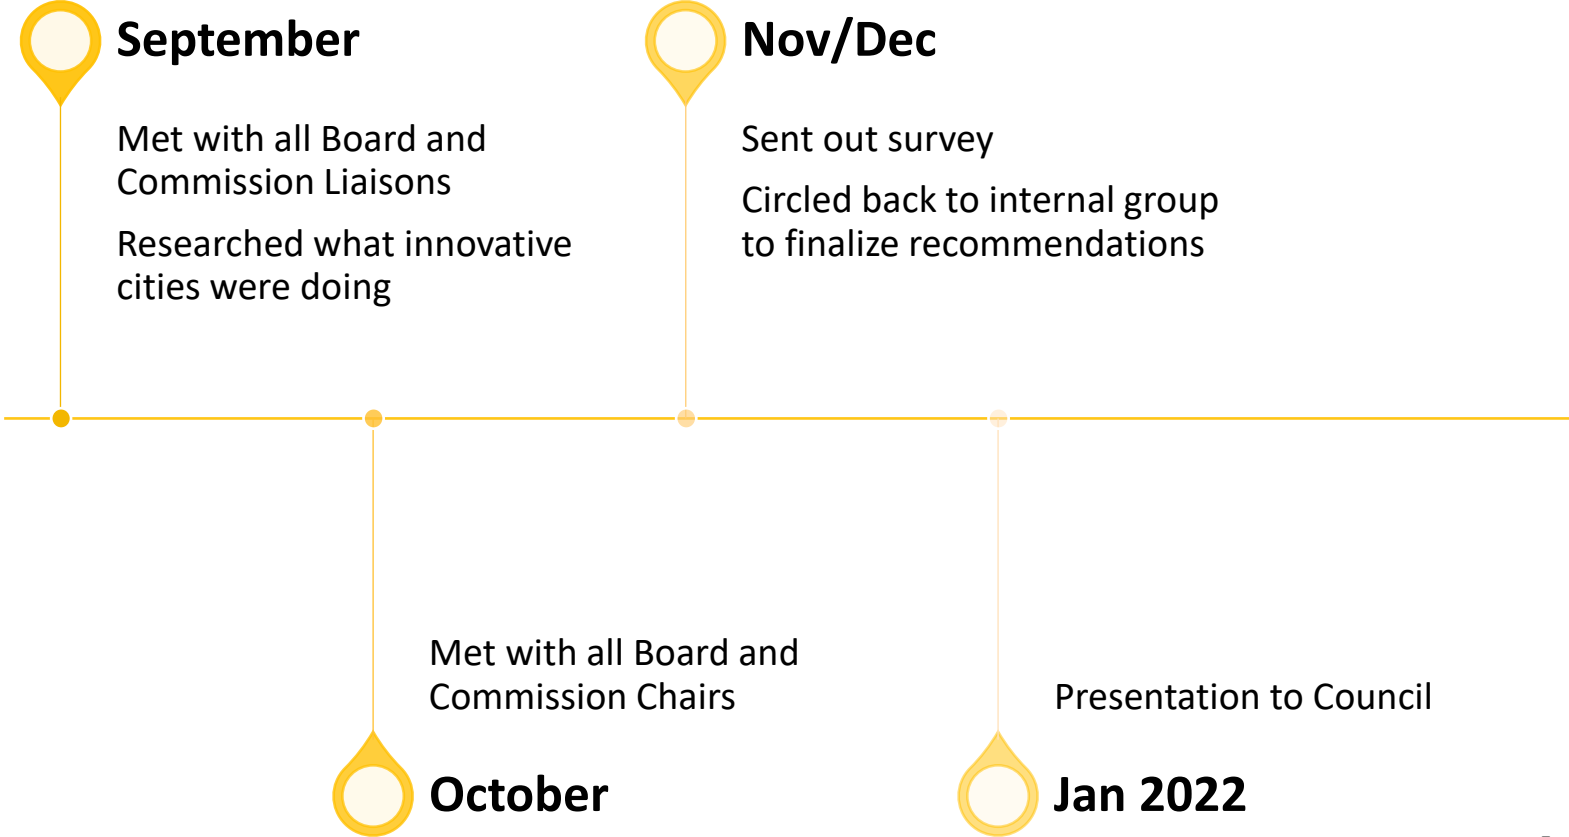 September
Met with all Board and
Commission Liaisons
Researched what innovative
cities were doing
Nov/Dec
Sent out survey
Circled back to internal group
to finalize recommendations
Met with all Board and
Commission Chairs
October
Presentation to Council
Jan 2022